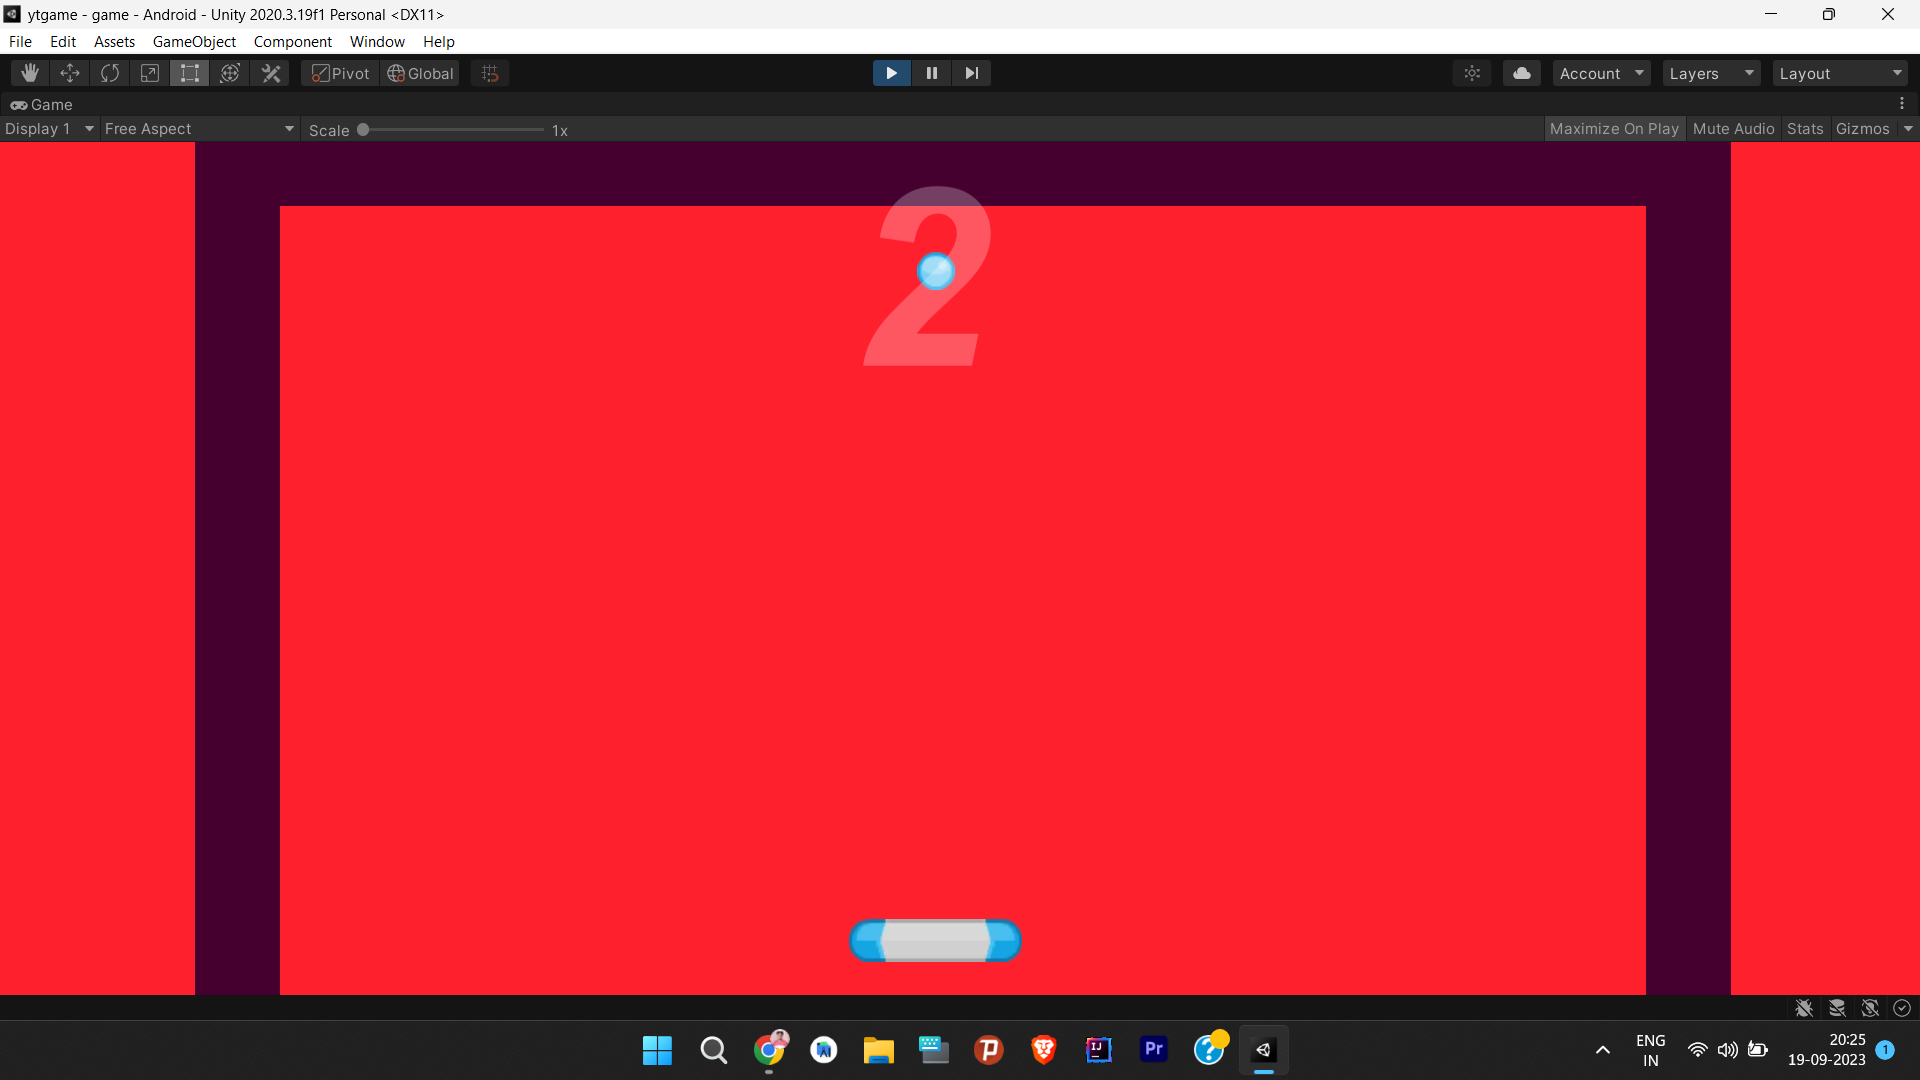 ytgame - game - Android - Unity 2020.3.19f1 Personal <DX11>
File Edit Assets GameObject Component Window Help
Pivot Global Account Layers Layout
Game
Display 1 Free Aspect Scale 1x Maximize On Play Mute Audio Stats Gizmos
2
Pr
IJ
ENG
IN
20:25
19-09-2023
1